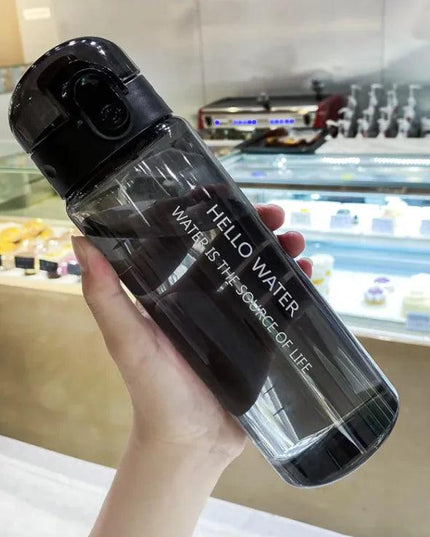 HELLO WATER
WATER IS THE SOURCE OF LIFE